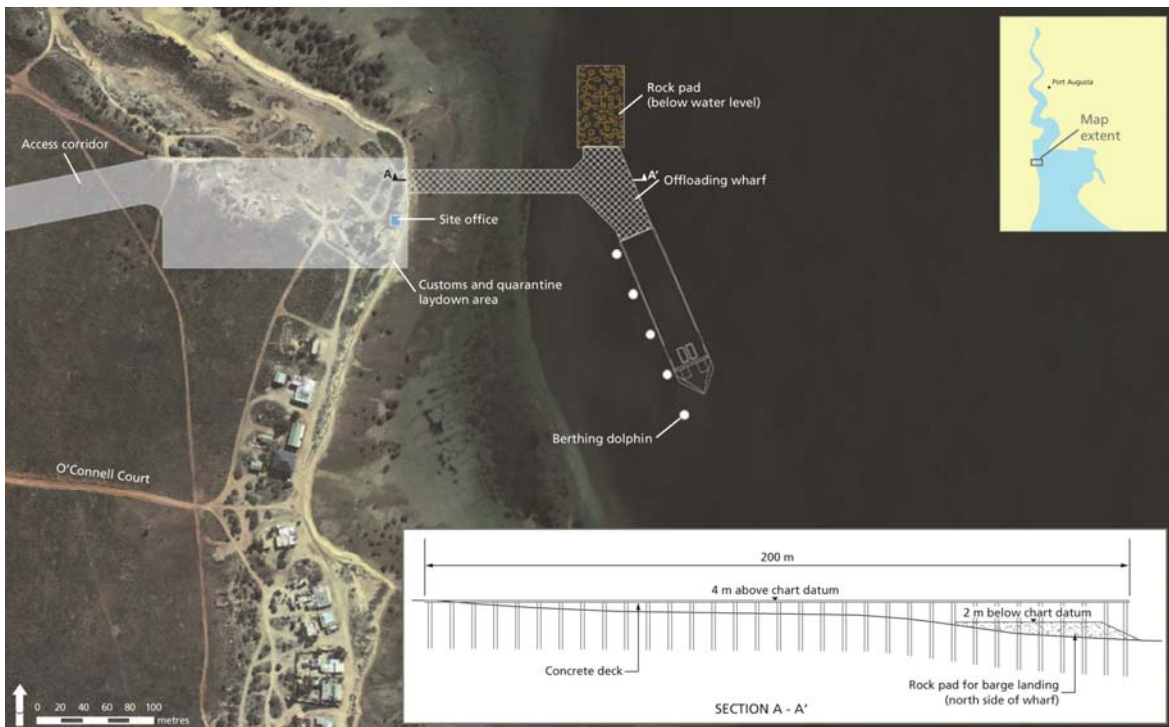 Rock pad
(below water level)
Port Augusta
Map
extent
Access corridor
A
A'
Offloading wharf
Site office
Customs and quarantine
laydown area
Berthing dolphin
O'Connell Court
200 m
4 m above chart datum
2 m below chart datum
Concrete deck
Rock pad for barge landing
(north side of wharf)
SECTION A - A'
0 20 40 60 80 100
metres